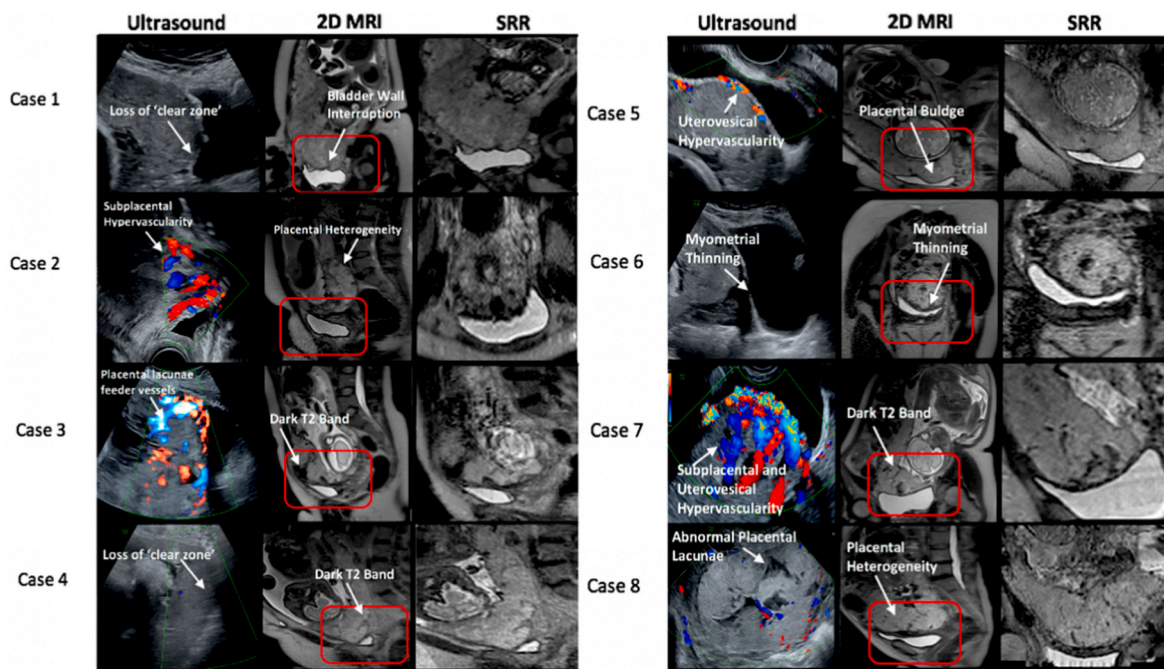 Ultrasound 2D MRI SRR
Case 1
Loss of 'clear zone'
Bladder Wall
Interruption
Case 2
Subplacental
Hypervascularity
Placental Heterogeneity
Case 3
Placental lacunae
feeder vessels
Dark T2 Band
Case 4
Loss of 'clear zone'
Dark T2 Band
Ultrasound 2D MRI SRR
Case 5
Uterovesical
Hypervascularity
Placental Buldge
Case 6
Myometrial
Thinning
Myometrial
Thinning
Case 7
Subplacental and
Uterovesical
Hypervascularity
Dark T2 Band
Case 8
Abnormal Placental
Lacunae
Placental
Heterogeneity